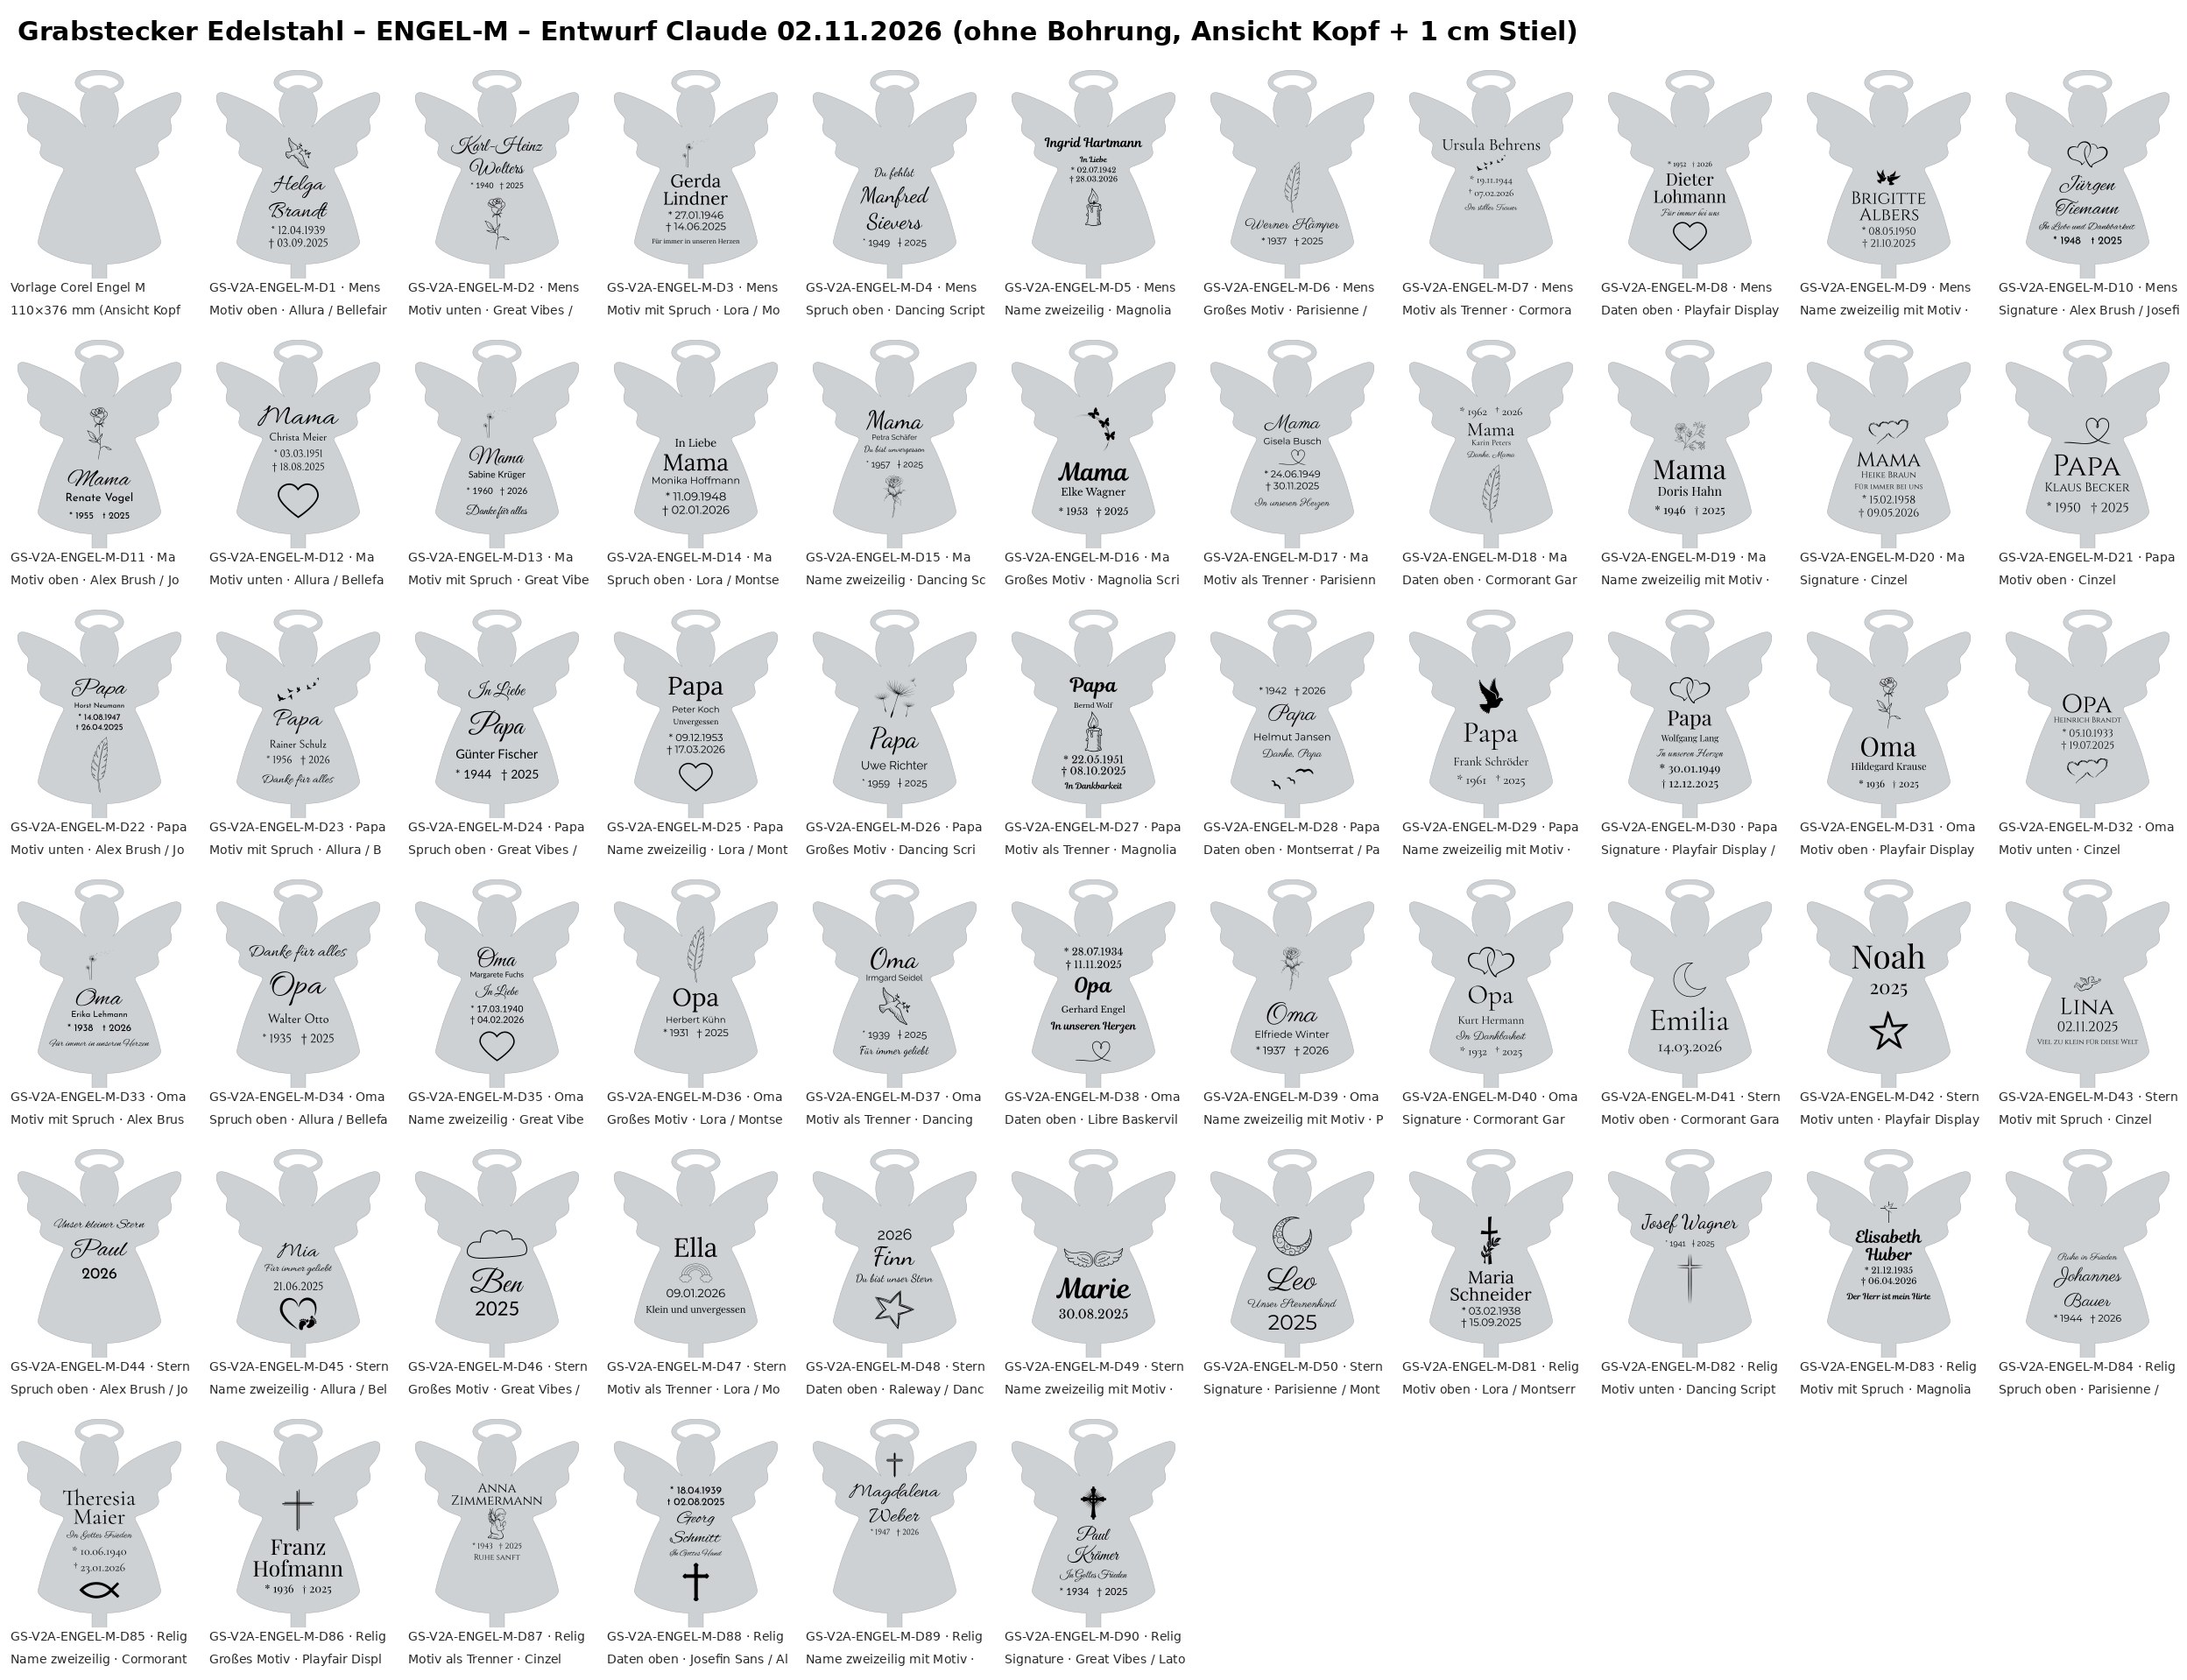 Grabstecker Edelstahl – ENGEL-M – Entwurf Claude 02.11.2026 (ohne Bohrung, Ansicht Kopf + 1 cm Stiel)
Vorlage Corel Engel M
110×376 mm (Ansicht Kopf
Helga
Brandt
* 12.04.1939
† 03.09.2025
GS-V2A-ENGEL-M-D1 · Mens
Motiv oben · Allura / Bellefair
Karl-Heinz
Wolters
* 1940 † 2025
GS-V2A-ENGEL-M-D2 · Mens
Motiv unten · Great Vibes /
Gerda
Lindner
* 27.01.1946
† 14.06.2025
Für immer in unseren Herzen
GS-V2A-ENGEL-M-D3 · Mens
Motiv mit Spruch · Lora / Mo
Du fehlst
Manfred
Sievers
* 1949 † 2025
GS-V2A-ENGEL-M-D4 · Mens
Spruch oben · Dancing Script
Ingrid Hartmann
In Liebe
* 02.07.1942
† 28.03.2026
GS-V2A-ENGEL-M-D5 · Mens
Name zweizeilig · Magnolia
Werner Kämper
* 1937 † 2025
GS-V2A-ENGEL-M-D6 · Mens
Großes Motiv · Parisienne /
Ursula Behrens
* 19.11.1944
† 07.02.2026
In stiller Trauer
GS-V2A-ENGEL-M-D7 · Mens
Motiv als Trenner · Cormora
* 1952 † 2026
Dieter
Lohmann
Für immer bei uns
GS-V2A-ENGEL-M-D8 · Mens
Daten oben · Playfair Display
BRIGITTE
ALBERS
* 08.05.1950
† 21.10.2025
GS-V2A-ENGEL-M-D9 · Mens
Name zweizeilig mit Motiv ·
Jürgen
Tiemann
In Liebe und Dankbarkeit
* 1948 † 2025
GS-V2A-ENGEL-M-D10 · Mens
Signature · Alex Brush / Josefi
Mama
Renate Vogel
* 1955 † 2025
GS-V2A-ENGEL-M-D11 · Ma
Motiv oben · Alex Brush / Jo
Mama
Christa Meier
* 03.03.1951
† 18.08.2025
GS-V2A-ENGEL-M-D12 · Ma
Motiv unten · Allura / Bellefa
Mama
Sabine Krüger
* 1960 † 2026
Danke für alles
GS-V2A-ENGEL-M-D13 · Ma
Motiv mit Spruch · Great Vibe
In Liebe
Mama
Monika Hoffmann
* 11.09.1948
† 02.01.2026
GS-V2A-ENGEL-M-D14 · Ma
Spruch oben · Lora / Montse
Mama
Petra Schäfer
Du bist unvergessen
* 1957 † 2025
GS-V2A-ENGEL-M-D15 · Ma
Name zweizeilig · Dancing Sc
Mama
Elke Wagner
* 1953 † 2025
GS-V2A-ENGEL-M-D16 · Ma
Großes Motiv · Magnolia Scri
Mama
Gisela Busch
* 24.06.1949
† 30.11.2025
In unseren Herzen
GS-V2A-ENGEL-M-D17 · Ma
Motiv als Trenner · Parisienn
* 1962 † 2026
Mama
Karin Peters
Danke, Mama
GS-V2A-ENGEL-M-D18 · Ma
Daten oben · Cormorant Gar
Mama
Doris Hahn
* 1946 † 2025
GS-V2A-ENGEL-M-D19 · Ma
Name zweizeilig mit Motiv ·
MAMA
HEIKE BRAUN
FÜR IMMER BEI UNS
* 15.02.1958
† 09.05.2026
GS-V2A-ENGEL-M-D20 · Ma
Signature · Cinzel
PAPA
KLAUS BECKER
* 1950 † 2025
GS-V2A-ENGEL-M-D21 · Papa
Motiv oben · Cinzel
Papa
Horst Neumann
* 14.08.1947
† 26.04.2025
GS-V2A-ENGEL-M-D22 · Papa
Motiv unten · Alex Brush / Jo
Papa
Rainer Schulz
* 1956 † 2026
Danke für alles
GS-V2A-ENGEL-M-D23 · Papa
Motiv mit Spruch · Allura / B
In Liebe
Papa
Günter Fischer
* 1944 † 2025
GS-V2A-ENGEL-M-D24 · Papa
Spruch oben · Great Vibes /
Papa
Peter Koch
Unvergessen
* 09.12.1953
† 17.03.2026
GS-V2A-ENGEL-M-D25 · Papa
Name zweizeilig · Lora / Mont
Papa
Uwe Richter
* 1959 † 2025
GS-V2A-ENGEL-M-D26 · Papa
Großes Motiv · Dancing Scri
Papa
Bernd Wolf
* 22.05.1951
† 08.10.2025
In Dankbarkeit
GS-V2A-ENGEL-M-D27 · Papa
Motiv als Trenner · Magnolia
* 1942 † 2026
Papa
Helmut Jansen
Danke, Papa
GS-V2A-ENGEL-M-D28 · Papa
Daten oben · Montserrat / Pa
Papa
Frank Schröder
* 1961 † 2025
GS-V2A-ENGEL-M-D29 · Papa
Name zweizeilig mit Motiv ·
Papa
Wolfgang Lang
In unseren Herzen
* 30.01.1949
† 12.12.2025
GS-V2A-ENGEL-M-D30 · Papa
Signature · Playfair Display /
Oma
Hildegard Krause
* 1936 † 2025
GS-V2A-ENGEL-M-D31 · Oma
Motiv oben · Playfair Display
OPA
HEINRICH BRANDT
* 05.10.1933
† 19.07.2025
GS-V2A-ENGEL-M-D32 · Oma
Motiv unten · Cinzel
Oma
Erika Lehmann
* 1938 † 2026
Für immer in unseren Herzen
GS-V2A-ENGEL-M-D33 · Oma
Motiv mit Spruch · Alex Brus
Danke für alles
Opa
Walter Otto
* 1935 † 2025
GS-V2A-ENGEL-M-D34 · Oma
Spruch oben · Allura / Bellefa
Oma
Margarete Fuchs
In Liebe
* 17.03.1940
† 04.02.2026
GS-V2A-ENGEL-M-D35 · Oma
Name zweizeilig · Great Vibe
Opa
Herbert Kühn
* 1931 † 2025
GS-V2A-ENGEL-M-D36 · Oma
Großes Motiv · Lora / Montse
Oma
Irmgard Seidel
* 1939 † 2025
Für immer geliebt
GS-V2A-ENGEL-M-D37 · Oma
Motiv als Trenner · Dancing
* 28.07.1934
† 11.11.2025
Opa
Gerhard Engel
In unseren Herzen
GS-V2A-ENGEL-M-D38 · Oma
Daten oben · Libre Baskervil
Oma
Elfriede Winter
* 1937 † 2026
GS-V2A-ENGEL-M-D39 · Oma
Name zweizeilig mit Motiv · P
Opa
Kurt Hermann
In Dankbarkeit
* 1932 † 2025
GS-V2A-ENGEL-M-D40 · Oma
Signature · Cormorant Gar
Emilia
14.03.2026
GS-V2A-ENGEL-M-D41 · Stern
Motiv oben · Cormorant Gara
Noah
2025
GS-V2A-ENGEL-M-D42 · Stern
Motiv unten · Playfair Display
LINA
02.11.2025
VIEL ZU KLEIN FÜR DIESE WELT
GS-V2A-ENGEL-M-D43 · Stern
Motiv mit Spruch · Cinzel
Unser kleiner Stern
Paul
2026
GS-V2A-ENGEL-M-D44 · Stern
Spruch oben · Alex Brush / Jo
Mia
Für immer geliebt
21.06.2025
GS-V2A-ENGEL-M-D45 · Stern
Name zweizeilig · Allura / Bel
Ben
2025
GS-V2A-ENGEL-M-D46 · Stern
Großes Motiv · Great Vibes /
Ella
09.01.2026
Klein und unvergessen
GS-V2A-ENGEL-M-D47 · Stern
Motiv als Trenner · Lora / Mo
2026
Finn
Du bist unser Stern
GS-V2A-ENGEL-M-D48 · Stern
Daten oben · Raleway / Danc
Marie
30.08.2025
GS-V2A-ENGEL-M-D49 · Stern
Name zweizeilig mit Motiv ·
Leo
Unser Sternenkind
2025
GS-V2A-ENGEL-M-D50 · Stern
Signature · Parisienne / Mont
Maria
Schneider
* 03.02.1938
† 15.09.2025
GS-V2A-ENGEL-M-D81 · Relig
Motiv oben · Lora / Montserr
Josef Wagner
* 1941 † 2025
GS-V2A-ENGEL-M-D82 · Relig
Motiv unten · Dancing Script
Elisabeth
Huber
* 21.12.1935
† 06.04.2026
Der Herr ist mein Hirte
GS-V2A-ENGEL-M-D83 · Relig
Motiv mit Spruch · Magnolia
Ruhe in Frieden
Johannes
Bauer
* 1944 † 2026
GS-V2A-ENGEL-M-D84 · Relig
Spruch oben · Parisienne /
Theresia
Maier
In Gottes Frieden
* 10.06.1940
† 23.01.2026
GS-V2A-ENGEL-M-D85 · Relig
Name zweizeilig · Cormorant
Franz
Hofmann
* 1936 † 2025
GS-V2A-ENGEL-M-D86 · Relig
Großes Motiv · Playfair Displ
ANNA
ZIMMERMANN
* 1943 † 2025
RUHE SANFT
GS-V2A-ENGEL-M-D87 · Relig
Motiv als Trenner · Cinzel
* 18.04.1939
† 02.08.2025
Georg
Schmitt
In Gottes Hand
GS-V2A-ENGEL-M-D88 · Relig
Daten oben · Josefin Sans / Al
Magdalena
Weber
* 1947 † 2026
GS-V2A-ENGEL-M-D89 · Relig
Name zweizeilig mit Motiv ·
Paul
Krämer
In Gottes Frieden
* 1934 † 2025
GS-V2A-ENGEL-M-D90 · Relig
Signature · Great Vibes / Lato